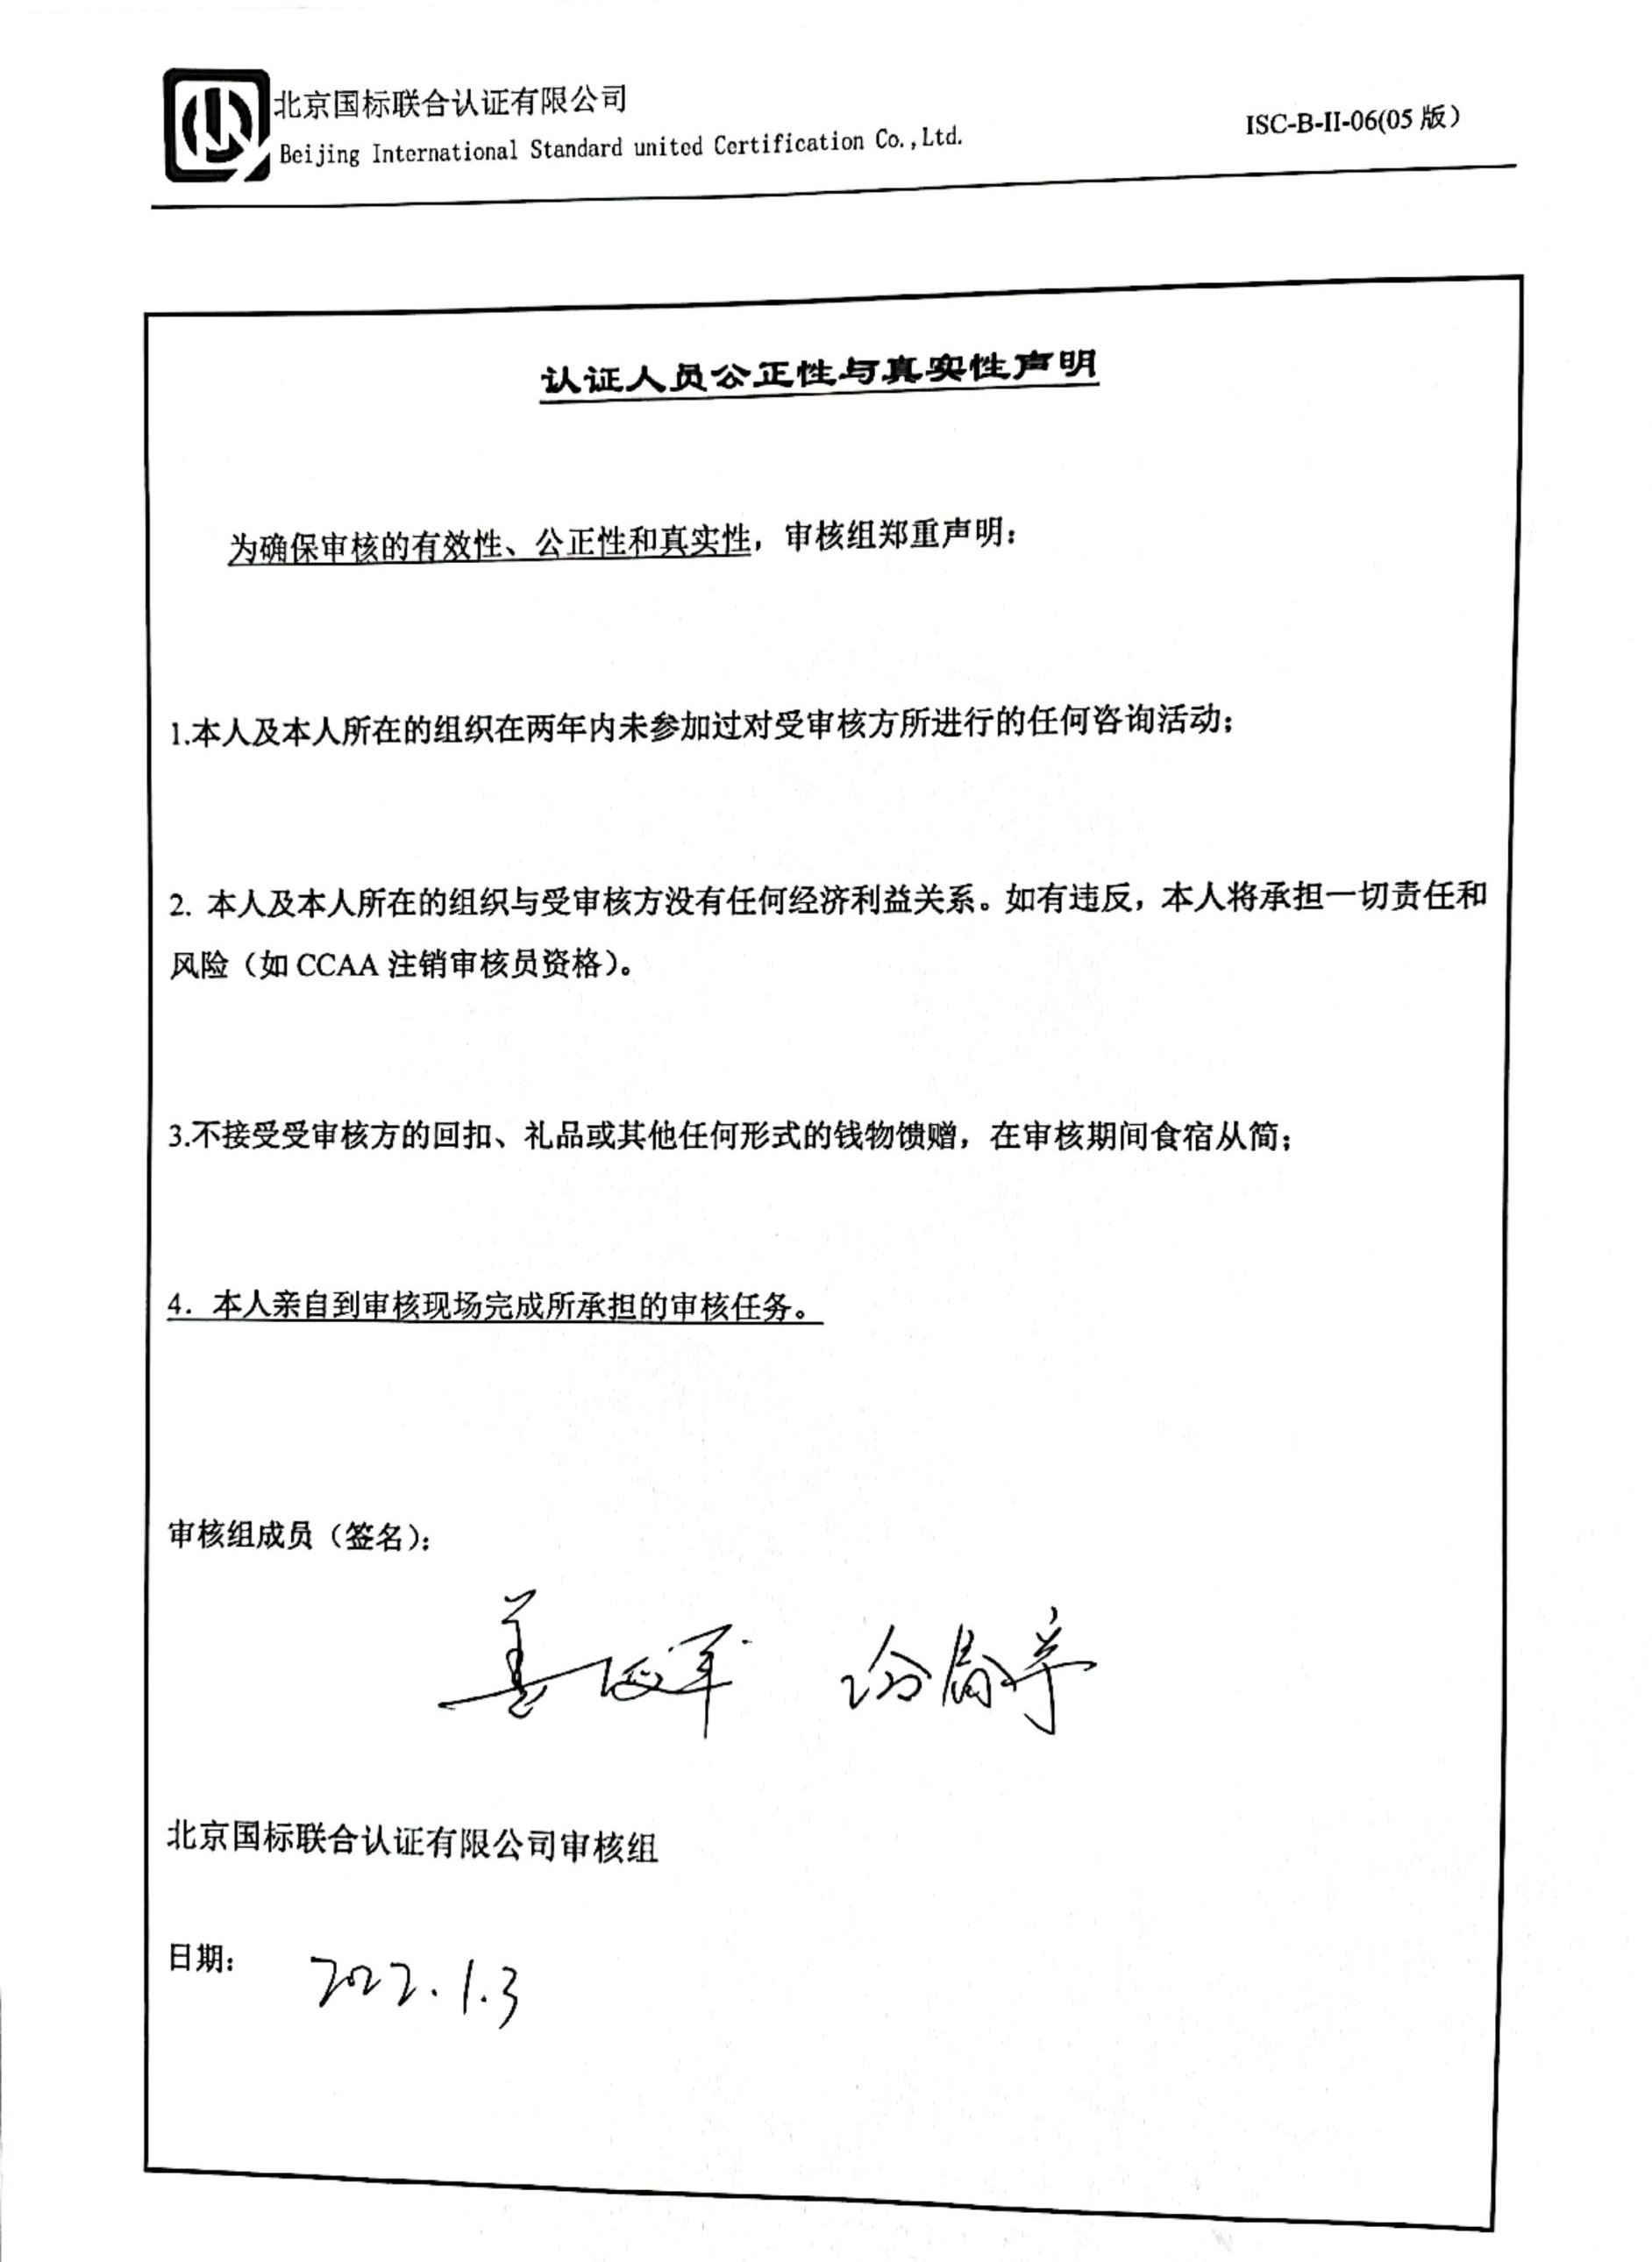 北京国标联合认证有限公司
ISC-B-II-06(05 版)
Beijing International Standard united Certification Co.,Ltd.
认证人员公正性与真实性声明
为确保审核的有效性、公正性和真实性，审核组郑重声明：
1.本人及本人所在的组织在两年内未参加过对受审核方所进行的任何咨询活动；
2. 本人及本人所在的组织与受审核方没有任何经济利益关系。如有违反，本人将承担一切责任和
风险（如 CCAA 注销审核员资格）。
3.不接受受审核方的回扣、礼品或其他任何形式的钱物馈赠，在审核期间食宿从简；
4. 本人亲自到审核现场完成所承担的审核任务。
审核组成员（签名）：
北京国标联合认证有限公司审核组
日期： 2022.1.3